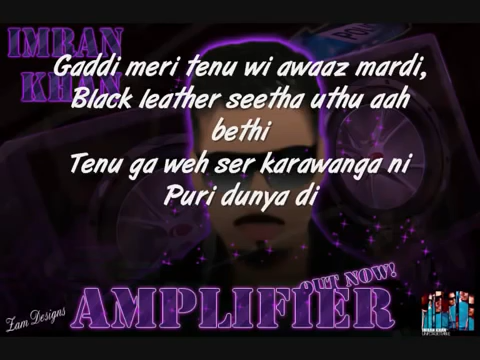 IMRAN
KHAN
Gaddi meri tenu wi awaaz mardi,
Black leather seetha uthu aah
bethi
Tenu ga weh ser karawanga ni
Puri dunya di
OUT NOW!
AMPLIFIER
Zam Designs